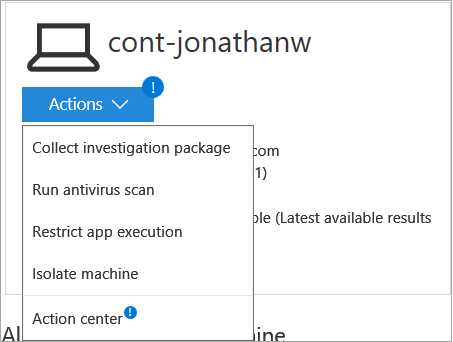 cont-jonathanw
Actions
!
Collect investigation package
com
Run antivirus scan
1)
Restrict app execution
ble (Latest available results
Isolate machine
Action center !
Al